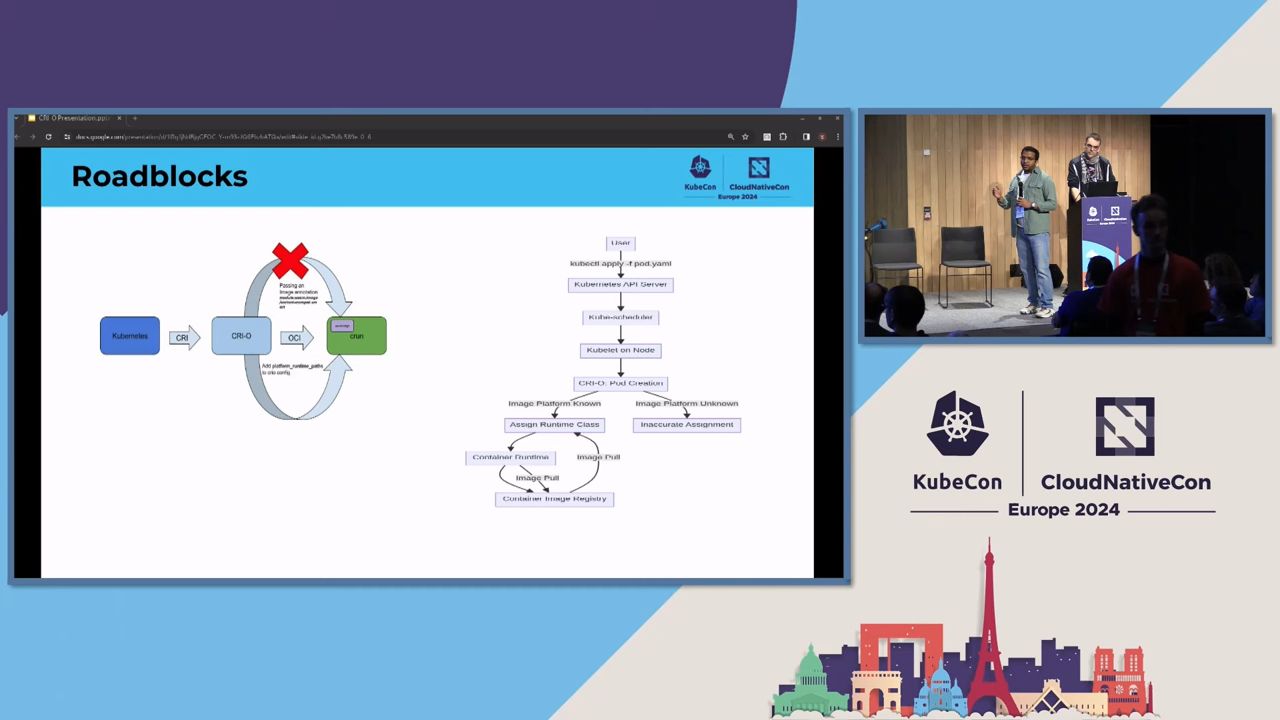 CRI-O Presentation.pptx
Roadblocks
KubeCon
CloudNativeCon
Europe 2024
Passing an
image annotation
Kubernetes
CRI
CRI-O
OCI
crun
Add platform_runtime_paths
to crio config
User
kubectl apply -f pod.yaml
Kubernetes API Server
Kube-scheduler
Kubelet on Node
CRI-O: Pod Creation
Image Platform Known
Image Platform Unknown
Assign Runtime Class
Inaccurate Assignment
Container Runtime
Image Pull
Image Pull
Container Image Registry
KubeCon
CloudNativeCon
Europe 2024